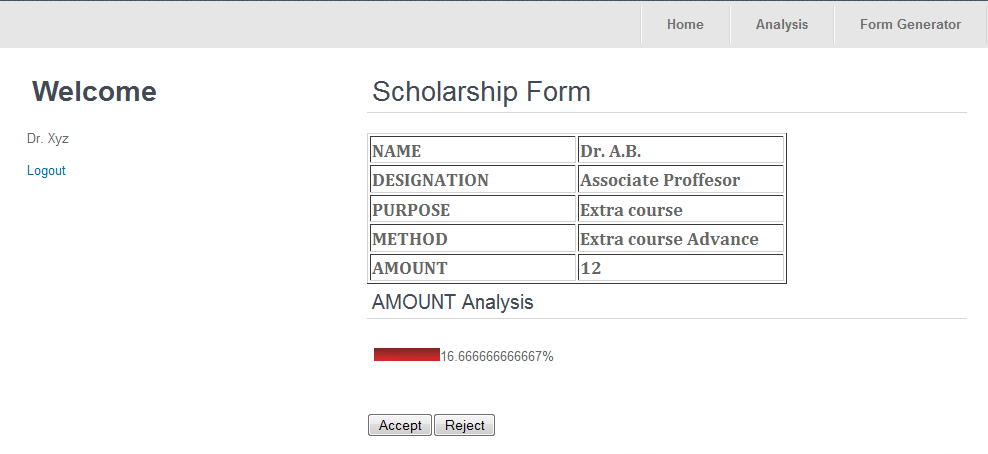 Home Analysis Form Generator
Welcome
Dr. Xyz
Logout
Scholarship Form
NAME Dr. A.B.
DESIGNATION Associate Proffesor
PURPOSE Extra course
METHOD Extra course Advance
AMOUNT 12
AMOUNT Analysis
16.666666666667%
Accept Reject